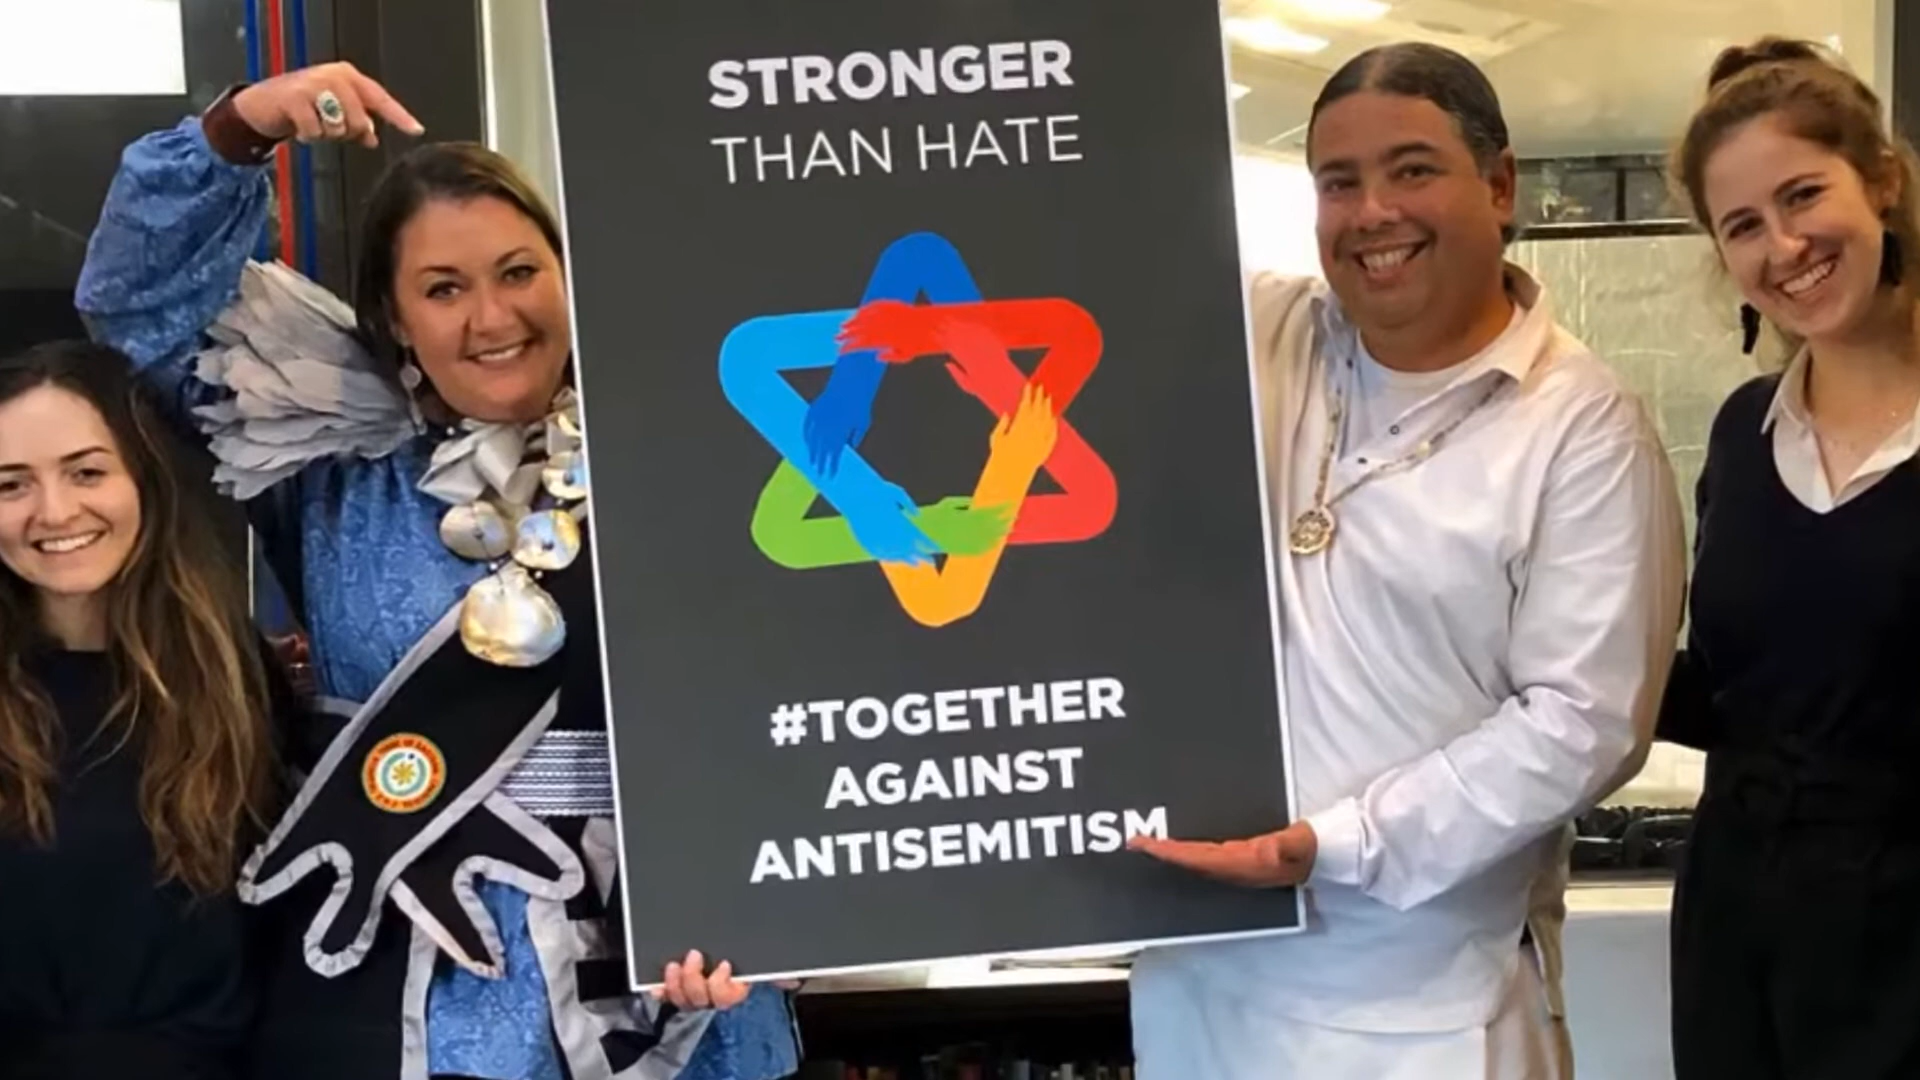 STRONGER
THAN HATE
#TOGETHER
AGAINST
ANTISEMITISM